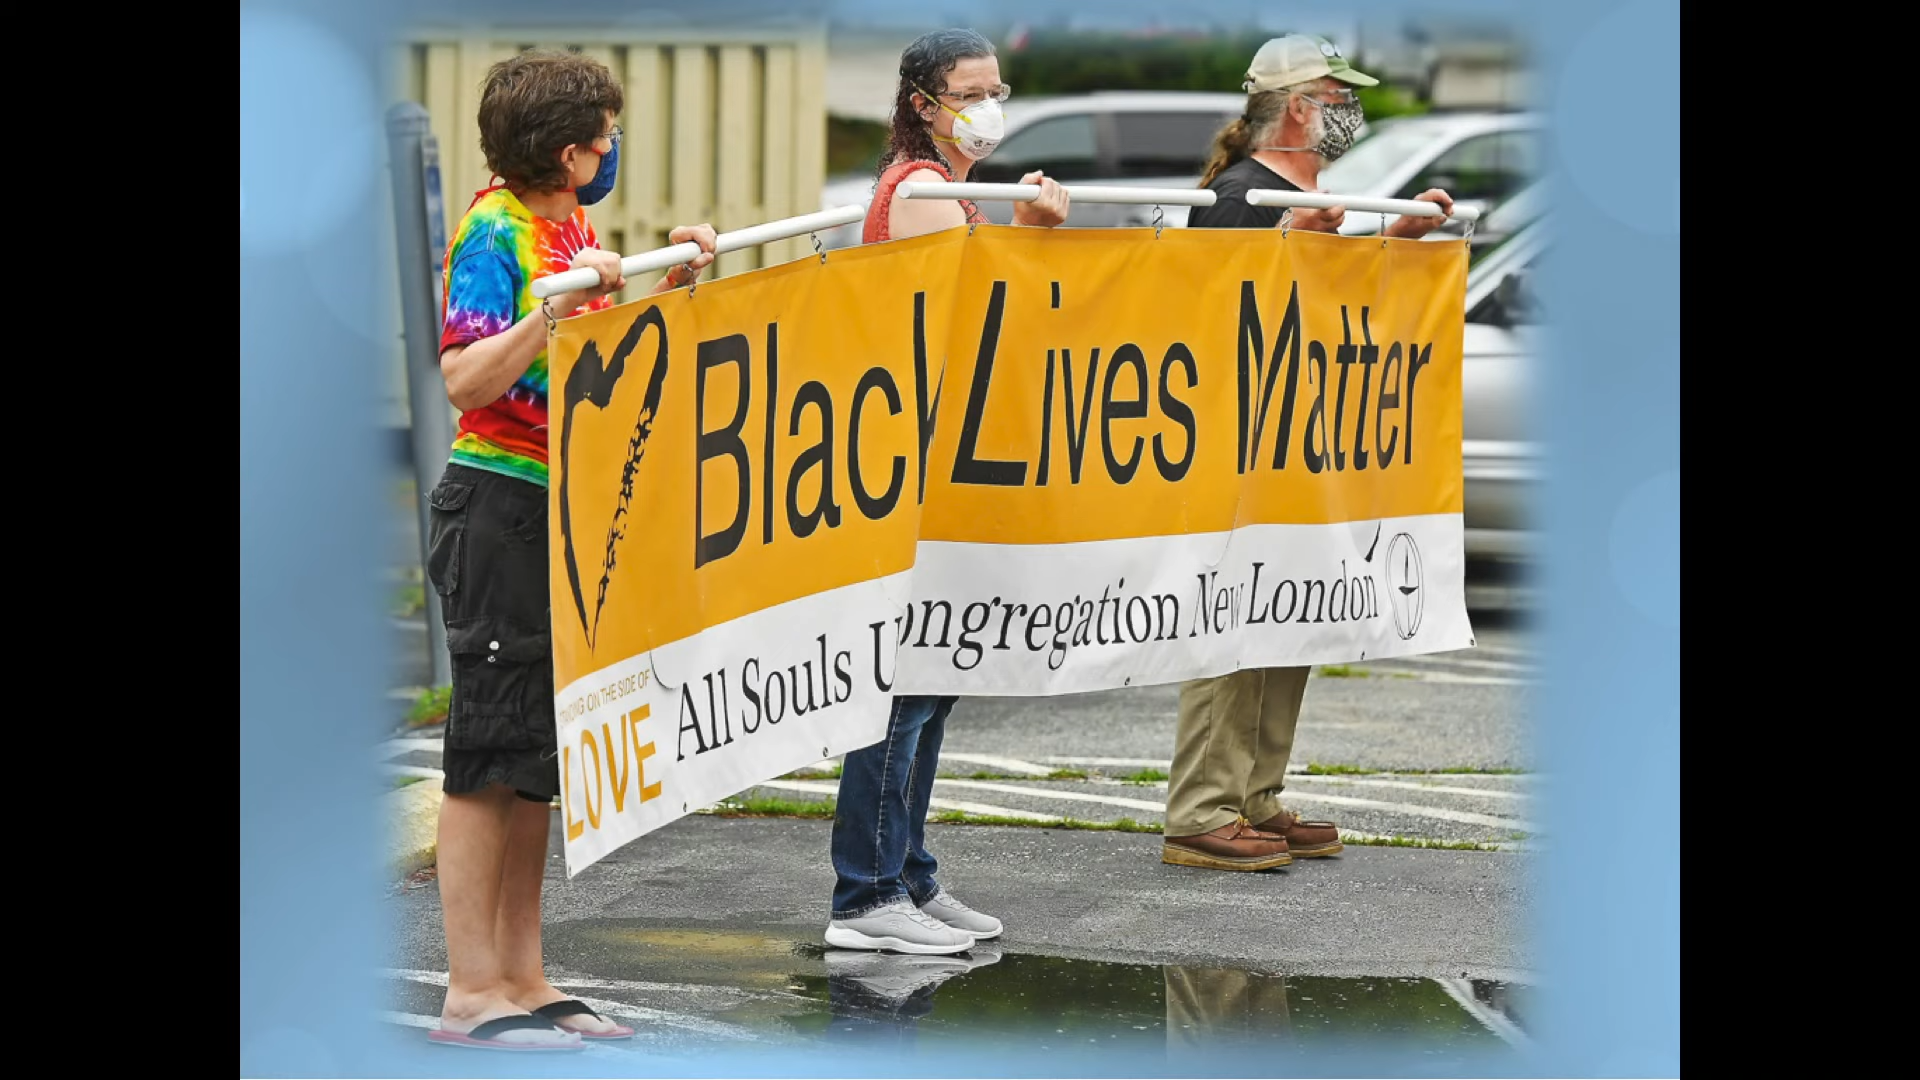 Black Lives Matter
STANDING ON THE SIDE OF
LOVE
All Souls U ongregation New London